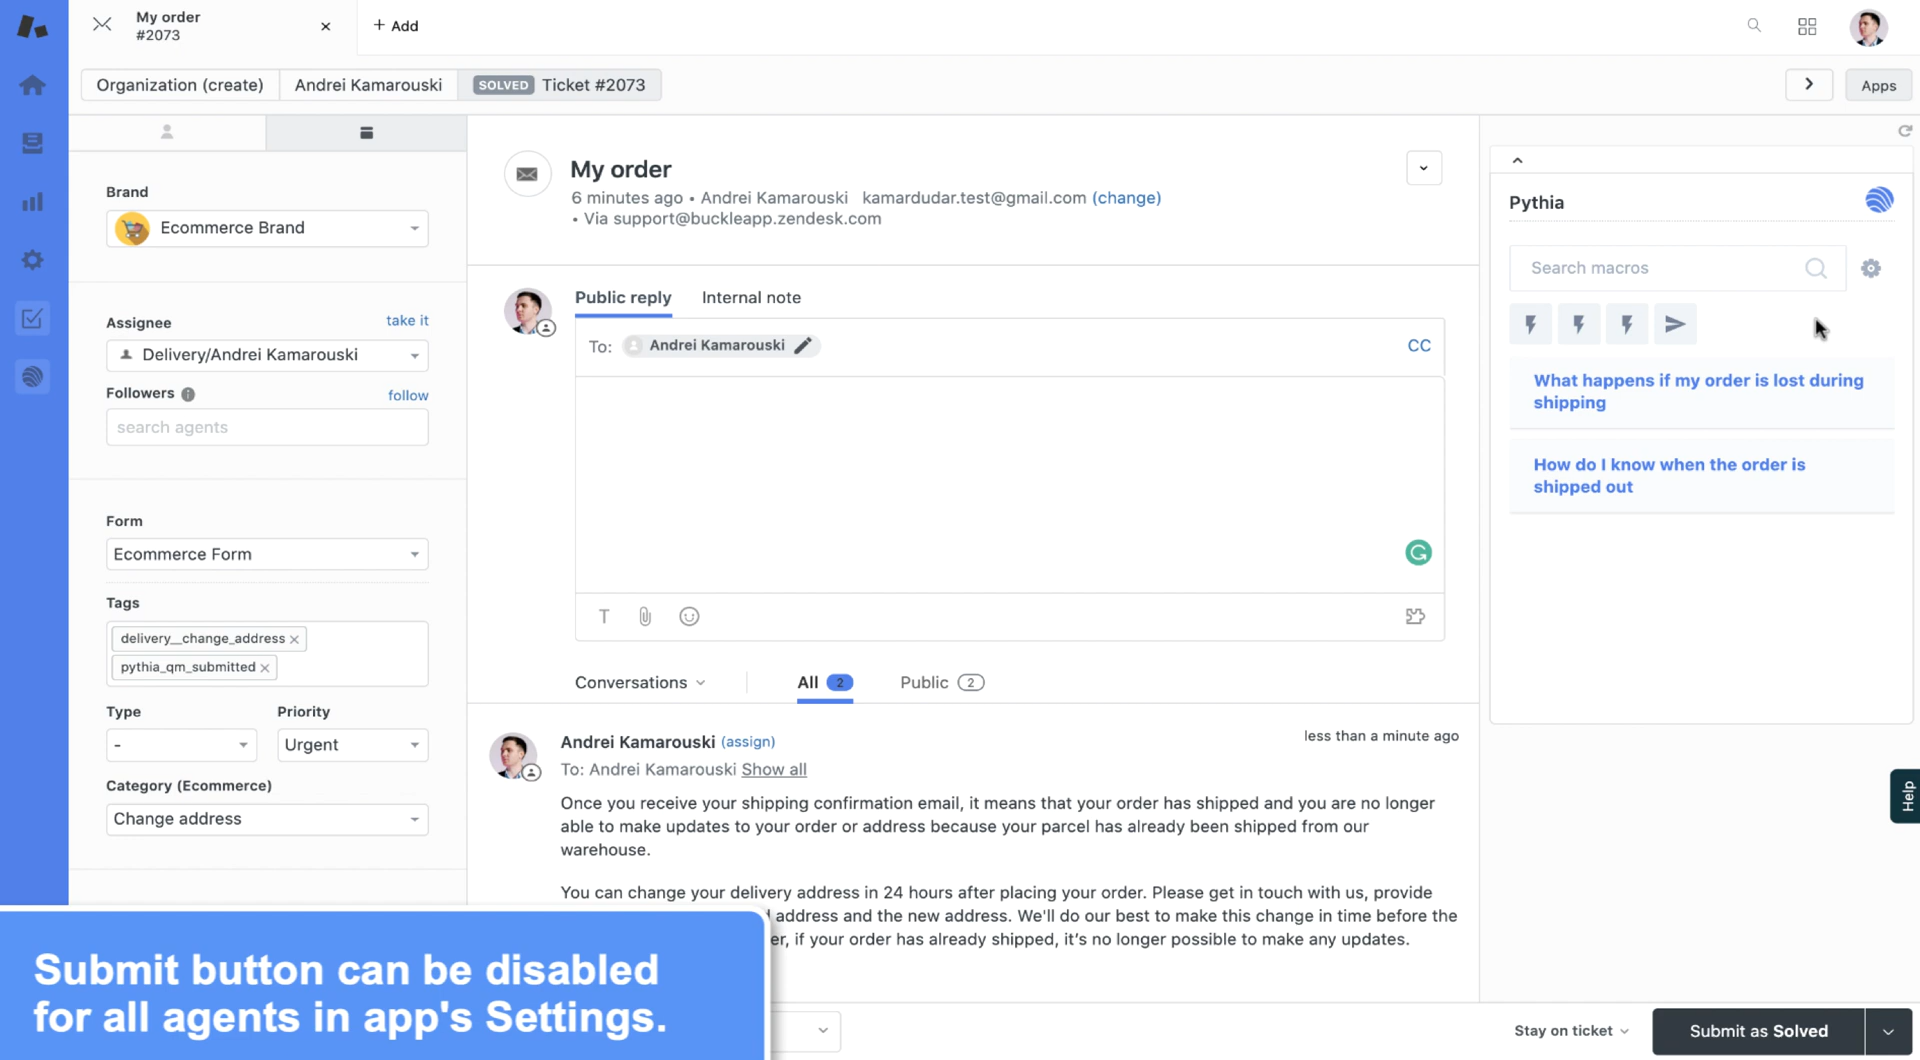 My order
#2073
+ Add
Organization (create)
Andrei Kamarouski
SOLVED Ticket #2073
Apps
Brand
Ecommerce Brand
Assignee
take it
Delivery/Andrei Kamarouski
Followers
follow
search agents
Form
Ecommerce Form
Tags
delivery__change_address ×
pythia_qm_submitted ×
Type
Priority
-
Urgent
Category (Ecommerce)
Change address
My order
6 minutes ago • Andrei Kamarouski kamardudar.test@gmail.com (change)
• Via support@buckleapp.zendesk.com
Public reply
Internal note
To: Andrei Kamarouski
CC
Conversations
All 2
Public 2
Andrei Kamarouski (assign)
less than a minute ago
To: Andrei Kamarouski Show all
Once you receive your shipping confirmation email, it means that your order has shipped and you are no longer
able to make updates to your order or address because your parcel has already been shipped from our
warehouse.
You can change your delivery address in 24 hours after placing your order. Please get in touch with us, provide
address and the new address. We'll do our best to make this change in time before the
er, if your order has already shipped, it's no longer possible to make any updates.
Pythia
Search macros
What happens if my order is lost during
shipping
How do I know when the order is
shipped out
Help
Submit button can be disabled
for all agents in app's Settings.
Stay on ticket
Submit as Solved